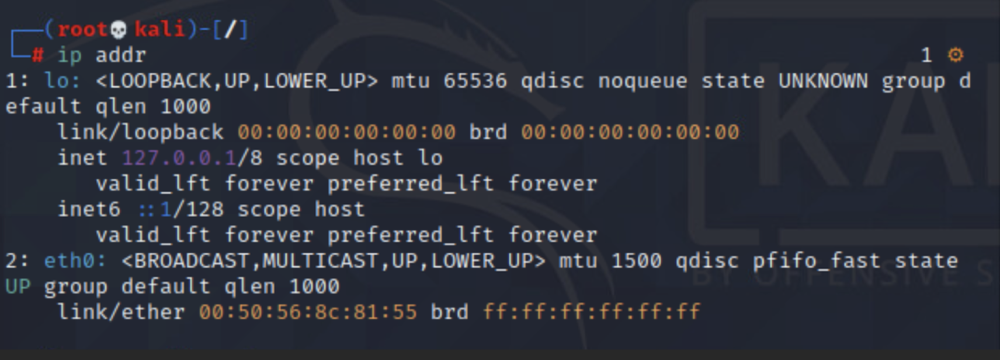 (root💀kali)-[/]
# ip addr 1 ⚙
1: lo: <LOOPBACK,UP,LOWER_UP> mtu 65536 qdisc noqueue state UNKNOWN group d
efault qlen 1000
link/loopback 00:00:00:00:00:00 brd 00:00:00:00:00:00
inet 127.0.0.1/8 scope host lo
valid_lft forever preferred_lft forever
inet6 ::1/128 scope host
valid_lft forever preferred_lft forever
2: eth0: <BROADCAST,MULTICAST,UP,LOWER_UP> mtu 1500 qdisc pfifo_fast state
UP group default qlen 1000
link/ether 00:50:56:8c:81:55 brd ff:ff:ff:ff:ff:ff
KA
BY OFFENSIVE S